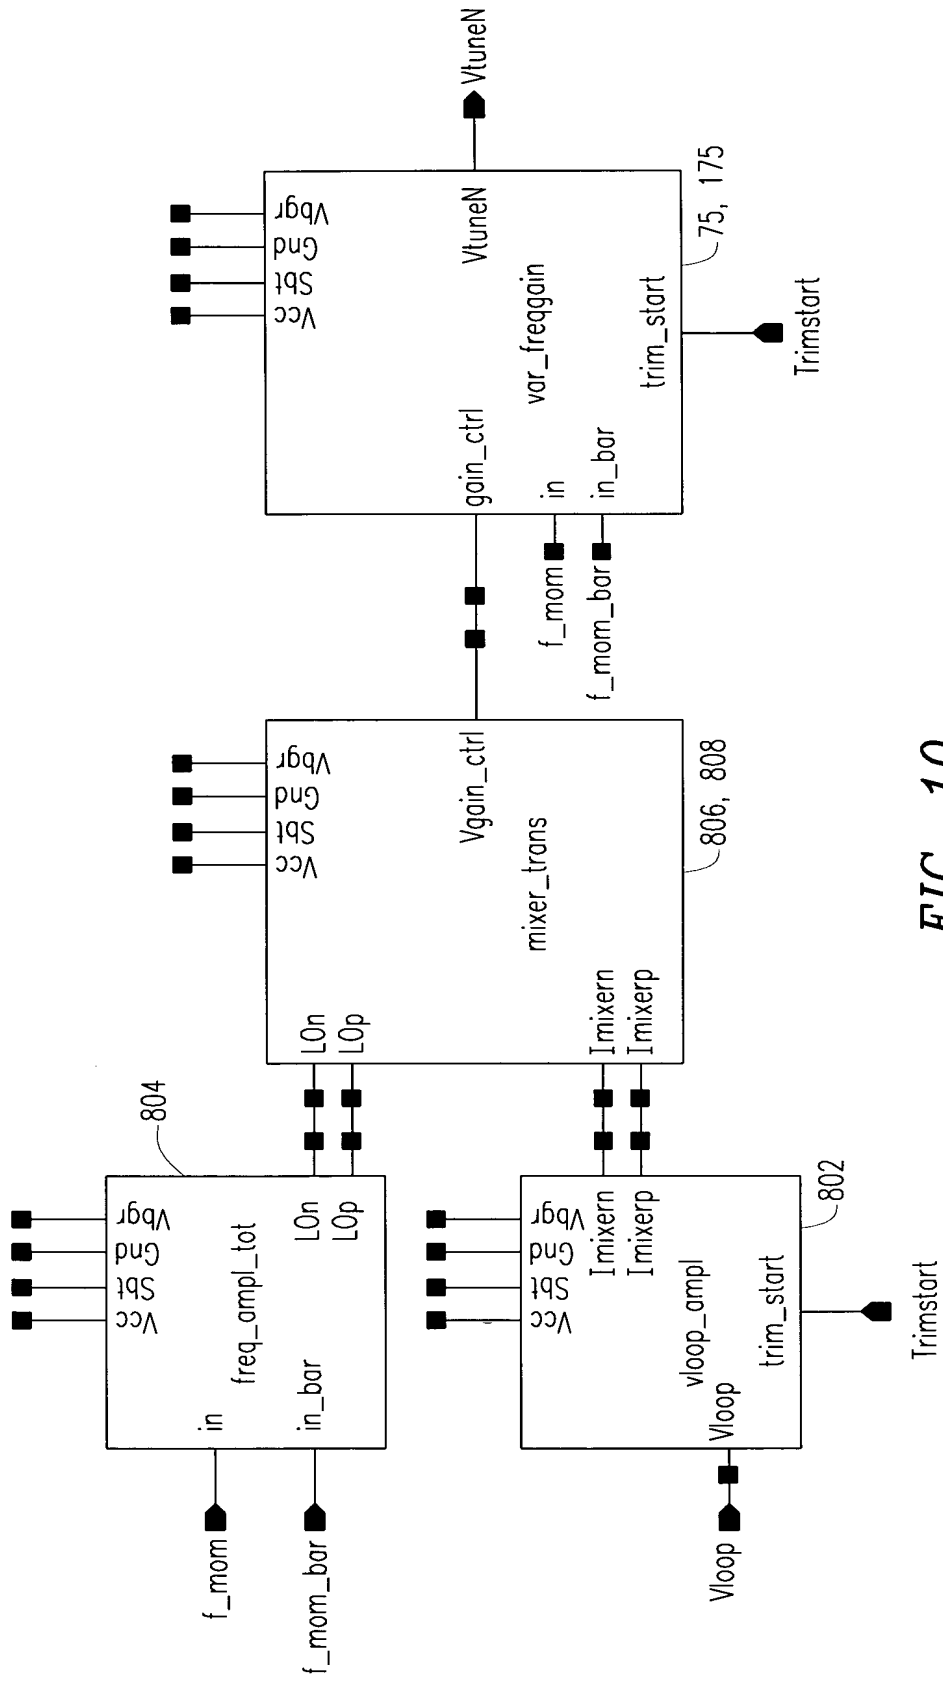 f_mom
f_mom_bar
in
in_bar
freq_ampl_tot
Vcc
Sbt
Gnd
Vbgr
LOn
LOp
804
Vloop
Vloop
vloop_ampl
trim_start
Vcc
Sbt
Gnd
Vbgr
Imixern
Imixerp
802
Trimstart
LOn
LOp
Imixern
Imixerp
mixer_trans
Vcc
Sbt
Gnd
Vbgr
Vgain_ctrl
806, 808
f_mom
f_mom_bar
gain_ctrl
in
in_bar
var_freqgain
trim_start
Vcc
Sbt
Gnd
Vbgr
VtuneN
VtuneN
75, 175
Trimstart